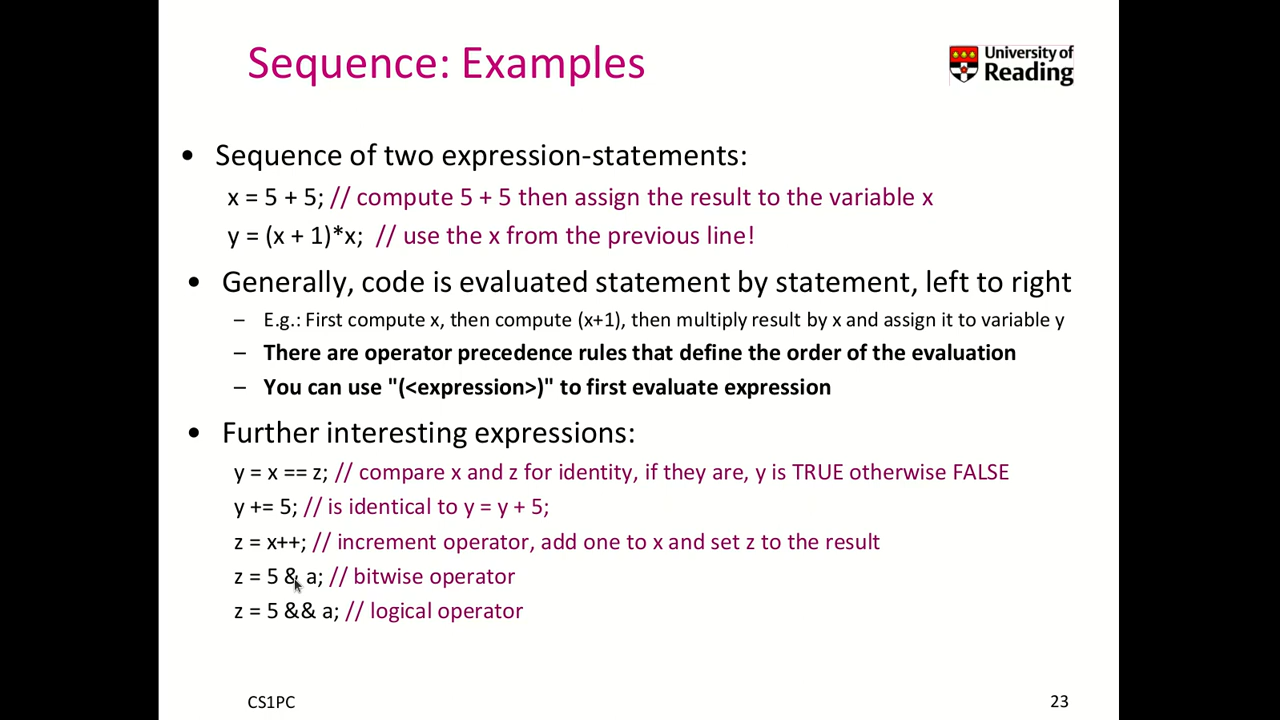 Sequence: Examples
University of
Reading
• Sequence of two expression-statements:
x = 5 + 5; // compute 5 + 5 then assign the result to the variable x
y = (x + 1)*x; // use the x from the previous line!
• Generally, code is evaluated statement by statement, left to right
– E.g.: First compute x, then compute (x+1), then multiply result by x and assign it to variable y
– There are operator precedence rules that define the order of the evaluation
– You can use "(<expression>)" to first evaluate expression
• Further interesting expressions:
y = x == z; // compare x and z for identity, if they are, y is TRUE otherwise FALSE
y += 5; // is identical to y = y + 5;
z = x++; // increment operator, add one to x and set z to the result
z = 5 & a; // bitwise operator
z = 5 && a; // logical operator
CS1PC
23